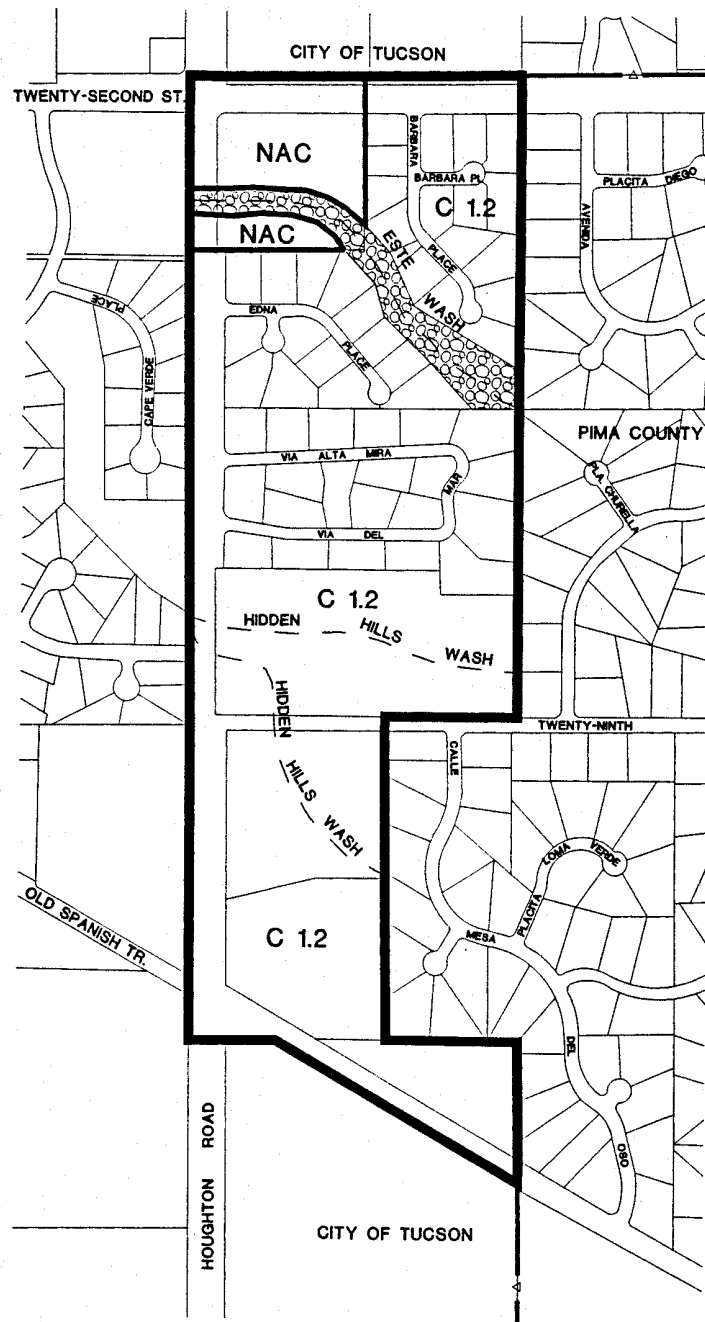 CITY OF TUCSON
TWENTY-SECOND ST.
NAC
BARBARA
BARBARA PL.
PLACITA DIEGO
C 1.2
AVENIDA
NAC
ESTE
WASH
PLACE
PLACE
CAPE VERDE
EDNA
PLACE
PIMA COUNTY
VIA ALTA MIRA
MAR
PLA. CHURELLA
VIA DEL
C 1.2
HIDDEN HILLS WASH
HIDDEN HILLS WASH
TWENTY-NINTH
CALLE
LOMA VERDE
PLACITA
OLD SPANISH TR.
C 1.2
MESA
DEL
OSO
HOUGHTON ROAD
CITY OF TUCSON